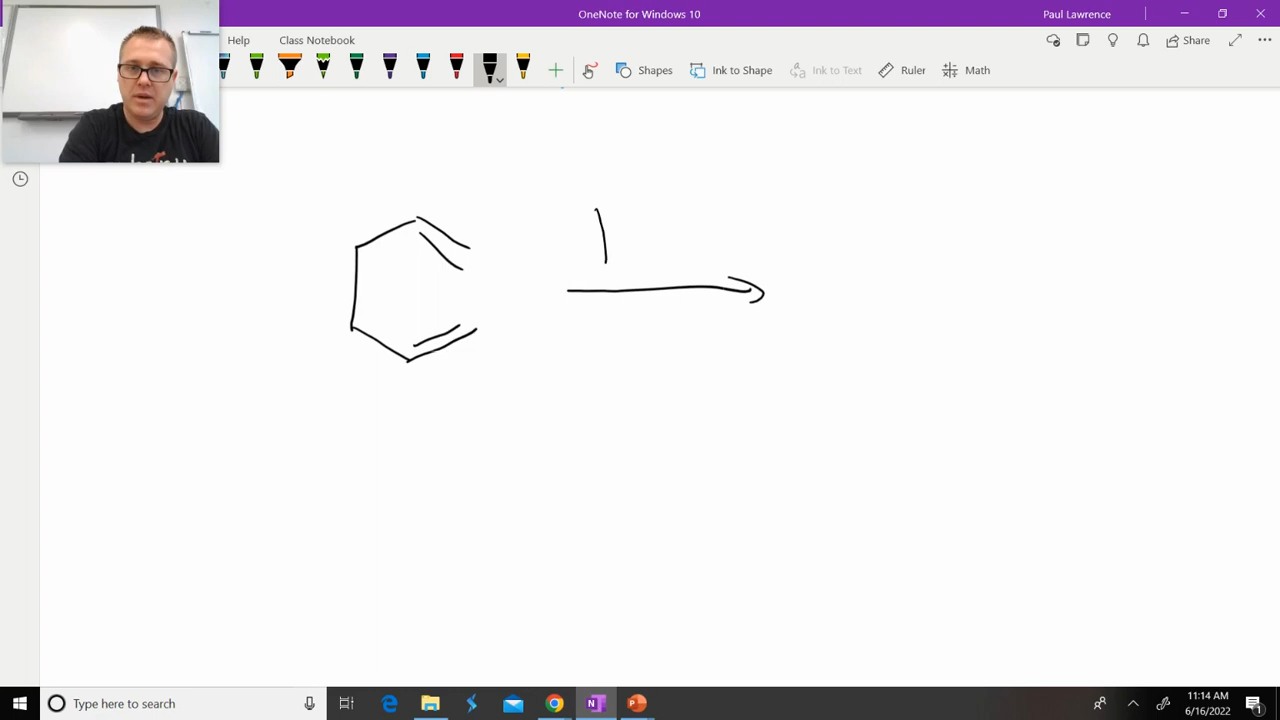 OneNote for Windows 10
Paul Lawrence
Help Class Notebook
Share
Shapes Ink to Shape Ink to Text Ruler Math
N P
Type here to search
11:14 AM
6/16/2022
1